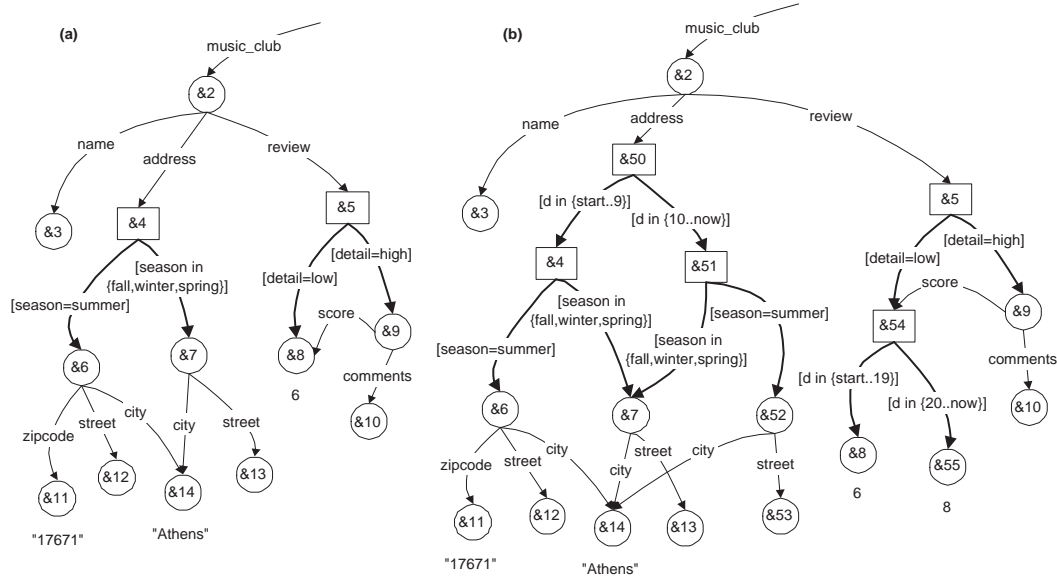 (a)
music_club
&2
name
address
review
&3
&4
&5
[season=summer]
[season in
{fall,winter,spring}]
[detail=low]
[detail=high]
score
&6
&7
&8
&9
6
comments
&10
zipcode
street
city
city
street
&11
&12
&14
&13
"17671"
"Athens"
(b)
music_club
&2
name
address
review
&3
&50
&5
[d in {start..9}]
[d in {10..now}]
[detail=low]
[detail=high]
&4
&51
score
&54
&9
[season=summer]
[season in
{fall,winter,spring}]
[season in
{fall,winter,spring}]
[season=summer]
[d in {start..19}]
[d in {20..now}]
comments
&6
&7
&52
&8
&55
&10
6
8
zipcode
street
city
city
street
city
street
&11
&12
&14
&13
&53
"17671"
"Athens"